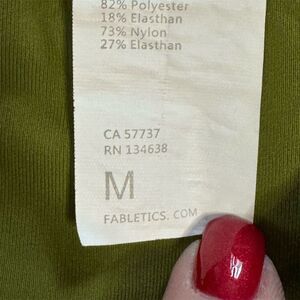 82% Polyester
18% Elasthan
73% Nylon
27% Elasthan
CA 57737
RN 134638
M
FABLETICS. COM